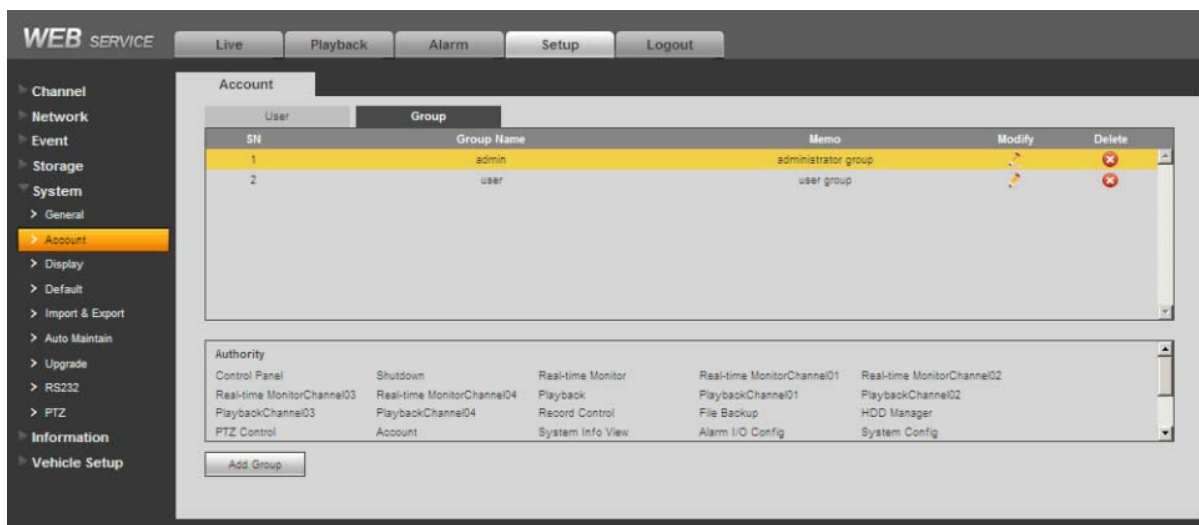 WEB SERVICE
Live Playback Alarm Setup Logout
Channel
Network
Event
Storage
System
General
Account
Display
Default
Import & Export
Auto Maintain
Upgrade
RS232
PTZ
Information
Vehicle Setup
Account
User Group
SN Group Name Memo Modify Delete
1 admin administrator group
2 user user group
Authority
Control Panel Shutdown Real-time Monitor Real-time MonitorChannel01 Real-time MonitorChannel02
Real-time MonitorChannel03 Real-time MonitorChannel04 Playback PlaybackChannel01 PlaybackChannel02
PlaybackChannel03 PlaybackChannel04 Record Control File Backup HDD Manager
PTZ Control Account System Info View Alarm I/O Config System Config
Add Group